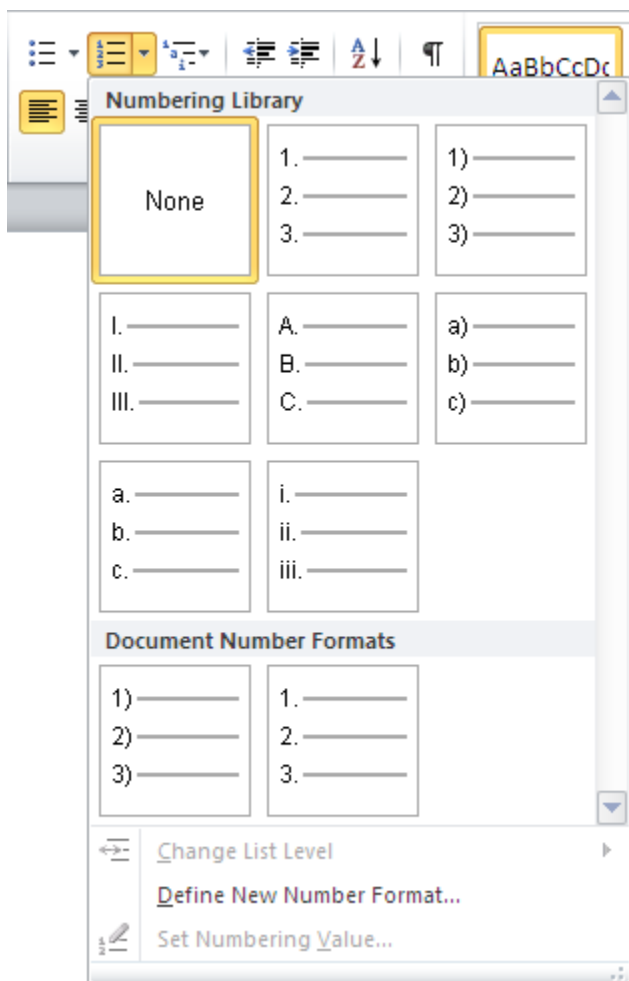 AaBbCcDc
Numbering Library
None
1.
2.
3.
1)
2)
3)
I.
II.
III.
A.
B.
C.
a)
b)
c)
a.
b.
c.
i.
ii.
iii.
Document Number Formats
1)
2)
3)
1.
2.
3.
Change List Level
Define New Number Format...
Set Numbering Value...